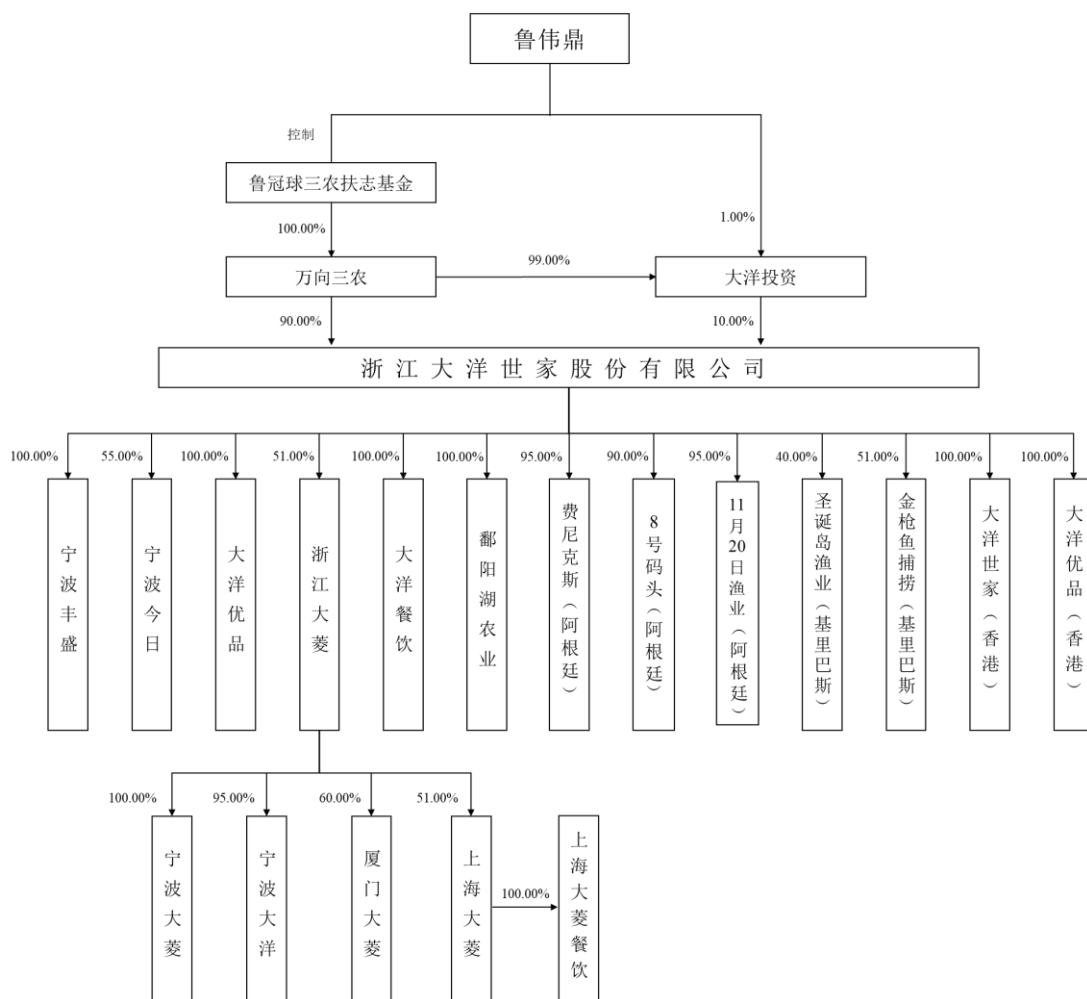 鲁伟鼎
控制
鲁冠球三农扶志基金
100.00%
1.00%
万向三农
99.00%
大洋投资
90.00%
10.00%
浙江大洋世家股份有限公司
100.00%
55.00%
100.00%
51.00%
100.00%
100.00%
95.00%
90.00%
95.00%
40.00%
51.00%
100.00%
100.00%
宁波丰盛
宁波今日
大洋优品
浙江大菱
大洋餐饮
鄱阳湖农业
费尼克斯（阿根廷）
8号码头（阿根廷）
11月20日渔业（阿根廷）
圣诞岛渔业（基里巴斯）
金枪鱼捕捞（基里巴斯）
大洋世家（香港）
大洋优品（香港）
100.00%
95.00%
60.00%
51.00%
宁波大菱
宁波大洋
厦门大菱
上海大菱
100.00%
上海大菱餐饮